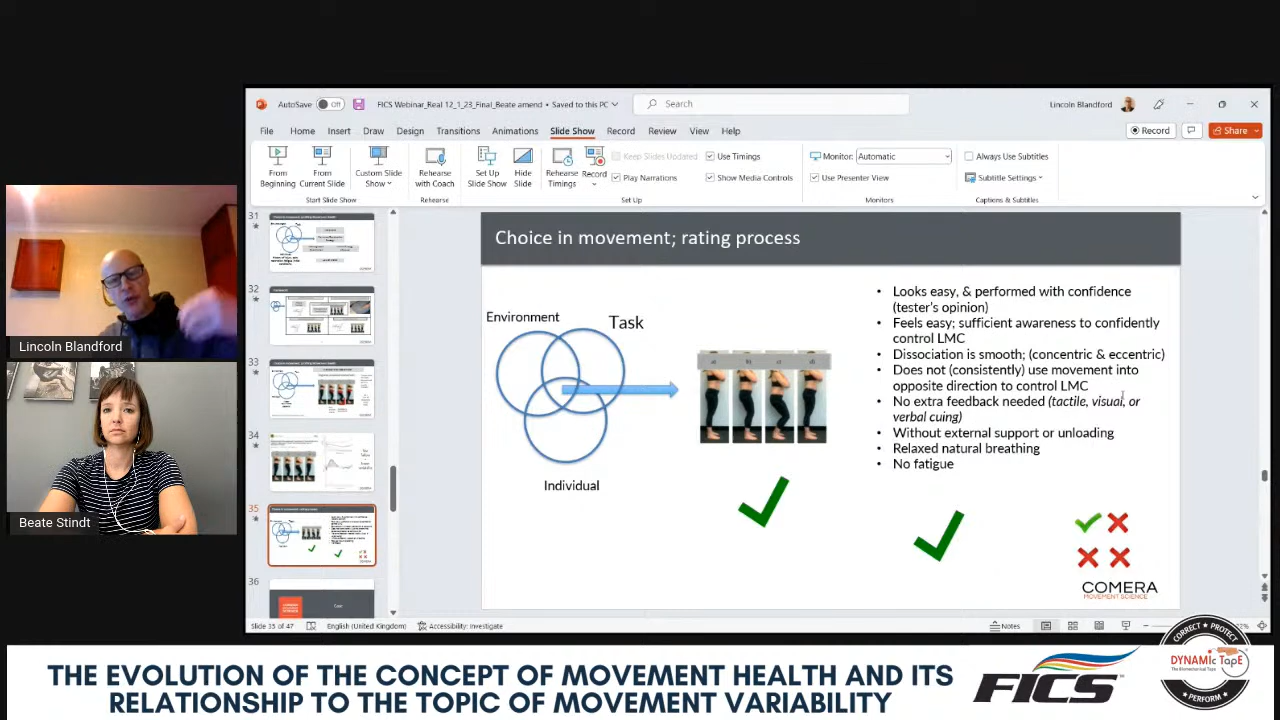 AutoSave Off FICS Webinar_Real 12_1_23_Final_Beate amend • Saved to this PC Search Lincoln Blandford
File Home Insert Draw Design Transitions Animations Slide Show Record Review View Help Record Share
From Beginning
From Current Slide
Custom Slide Show
Start Slide Show
Rehearse with Coach
Rehearse
Set Up Slide Show
Hide Slide
Rehearse Timings
Record
Keep Slides Updated
Play Narrations
Use Timings
Show Media Controls
Set Up
Monitor: Automatic
Use Presenter View
Monitors
Always Use Subtitles
Subtitle Settings
Captions & Subtitles
31
32
33
34
35
36
Choice in movement; rating process
Environment
Task
Individual
• Looks easy, & performed with confidence
(tester's opinion)
• Feels easy; sufficient awareness to confidently
control LMC
• Dissociation is smooth; (concentric & eccentric)
• Does not (consistently) use movement into
opposite direction to control LMC
• No extra feedback needed (tactile, visual, or
verbal cuing)
• Without external support or unloading
• Relaxed natural breathing
• No fatigue
COMERA
MOVEMENT SCIENCE
Slide 35 of 47 English (United Kingdom) Accessibility: Investigate Notes
Lincoln Blandford
Beate Stindt
THE EVOLUTION OF THE CONCEPT OF MOVEMENT HEALTH AND ITS
RELATIONSHIP TO THE TOPIC OF MOVEMENT VARIABILITY
FICS
CORRECT • PROTECT
DYNAMIC TAPE
The Biomechanical Tape
PERFORM